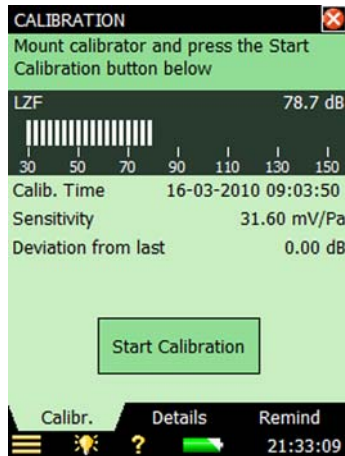 CALIBRATION
Mount calibrator and press the Start
Calibration button below
LZF 78.7 dB
30 50 70 90 110 130 150
Calib. Time 16-03-2010 09:03:50
Sensitivity 31.60 mV/Pa
Deviation from last 0.00 dB
Start Calibration
Calibr. Details Remind
? 21:33:09